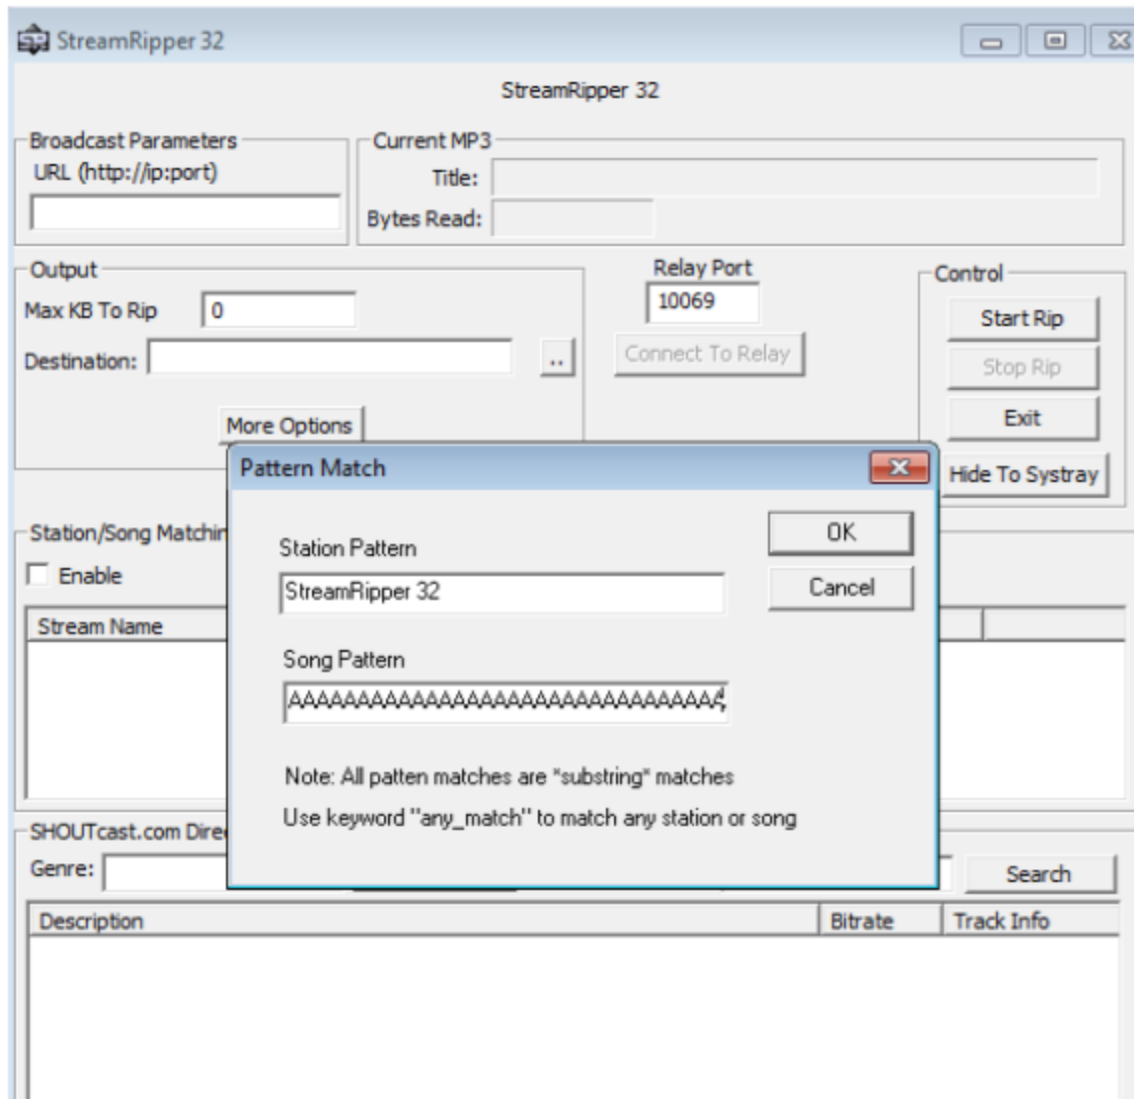 StreamRipper 32
StreamRipper 32
Broadcast Parameters
URL (http://ip:port)
Current MP3
Title:
Bytes Read:
Output
Max KB To Rip 0
Destination:
..
More Options
Relay Port
10069
Connect To Relay
Control
Start Rip
Stop Rip
Exit
Hide To Systray
Station/Song Matchin
Enable
Stream Name
Pattern Match
Station Pattern
StreamRipper 32
Song Pattern
Note: All patten matches are *substring* matches
Use keyword "any_match" to match any station or song
OK
Cancel
SHOUTcast.com Dire
Genre:
Search
Description Bitrate Track Info